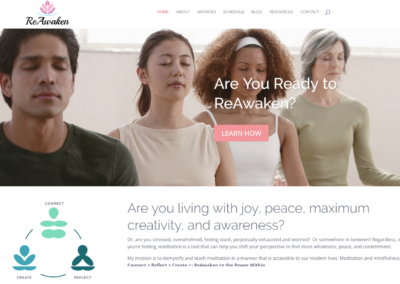 ReAwaken
HOME ABOUT SERVICES SCHEDULE BLOG RESOURCES CONTACT
Are You Ready to
ReAwaken?
LEARN HOW
CONNECT
CREATE REFLECT
Are you living with joy, peace, maximum
creativity, and awareness?
Or, are you stressed, overwhelmed, feeling stuck, perpetually exhausted and worried? Or somewhere in between? Regardless, of
you're feeling, meditation is a tool that can help you shift your perspective to find more wholeness, peace, and contentment.
My mission is to demystify and teach meditation in a manner that is accessible to our modern lives. Meditation and mindfulness
Connect + Reflect + Create = Redeeming to the Power Within